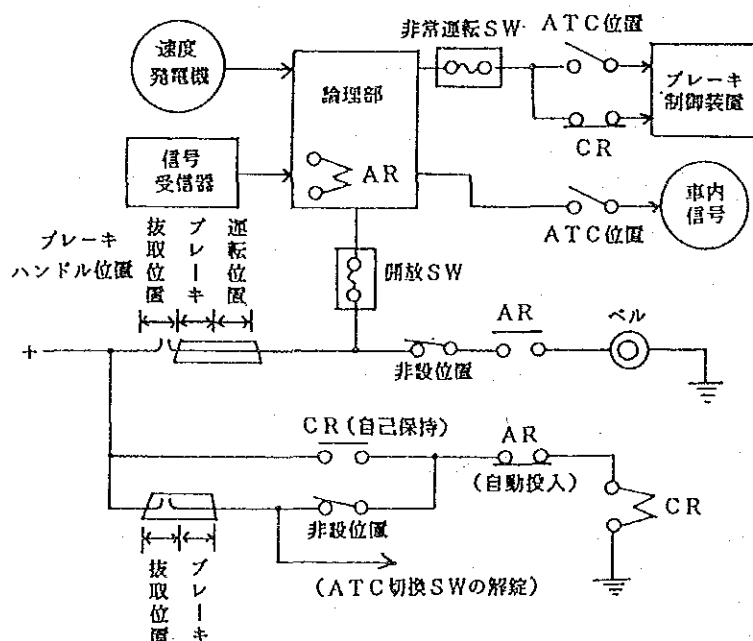 速度
発電機
論理部
非常運転SW
ATC位置
ブレーキ
制御装置
CR
信号
受信器
AR
車内
信号
ATC位置
ブレーキ
ハンドル位置
抜取位置
ブレーキ
運転位置
開放SW
+
非設位置
AR
ベル
CR(自己保持)
AR
(自動投入)
非設位置
CR
(ATC切換SWの解錠)
抜取位置
ブレーキ